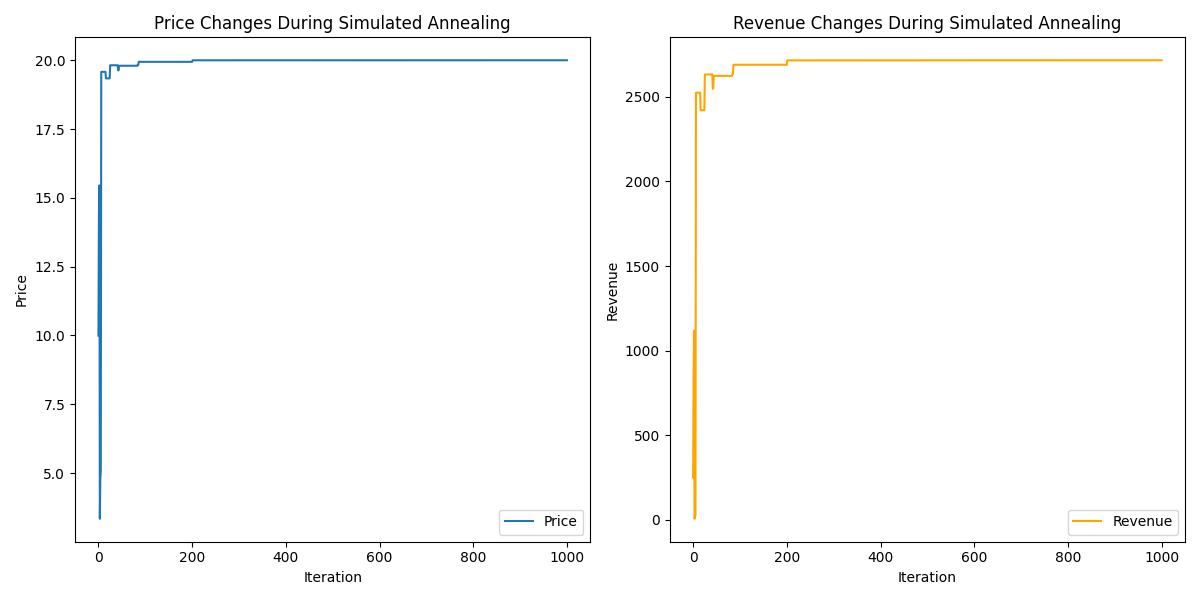 Price Changes During Simulated Annealing
20.0
17.5
15.0
12.5
10.0
7.5
5.0
Price
0 200 400 600 800 1000
Iteration
Price
Revenue Changes During Simulated Annealing
2500
2000
1500
1000
500
0
Revenue
0 200 400 600 800 1000
Iteration
Revenue